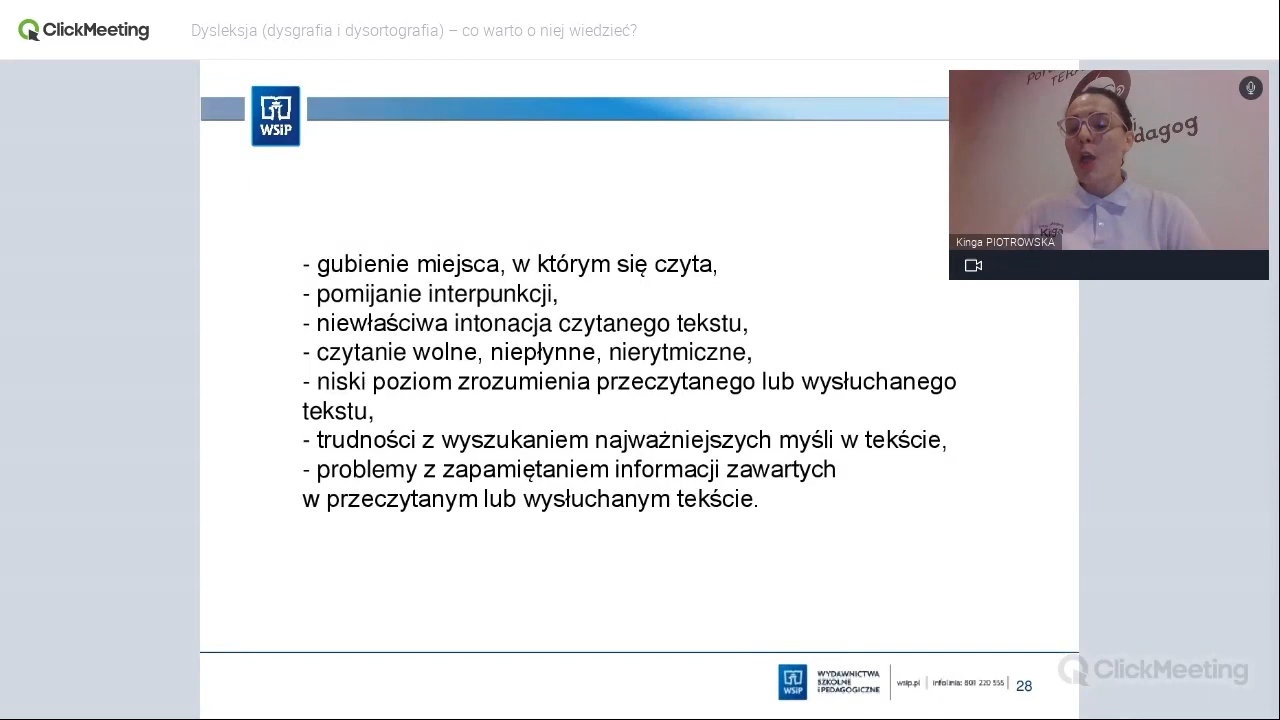 ClickMeeting
Dysleksja (dysgrafia i dysortografia) – co warto o niej wiedzieć?
WSiP
dagog
Kinga PIOTROWSKA
- gubienie miejsca, w którym się czyta,
- pomijanie interpunkcji,
- niewłaściwa intonacja czytanego tekstu,
- czytanie wolne, niepłynne, nierytmiczne,
- niski poziom zrozumienia przeczytanego lub wysłuchanego
tekstu,
- trudności z wyszukaniem najważniejszych myśli w tekście,
- problemy z zapamiętaniem informacji zawartych
w przeczytanym lub wysłuchanym tekście.
WSiP
WYDAWNICTWA
SZKOLNE
i PEDAGOGICZNE
wsip.pl
infolinia: 801 220 555
28
ClickMeeting